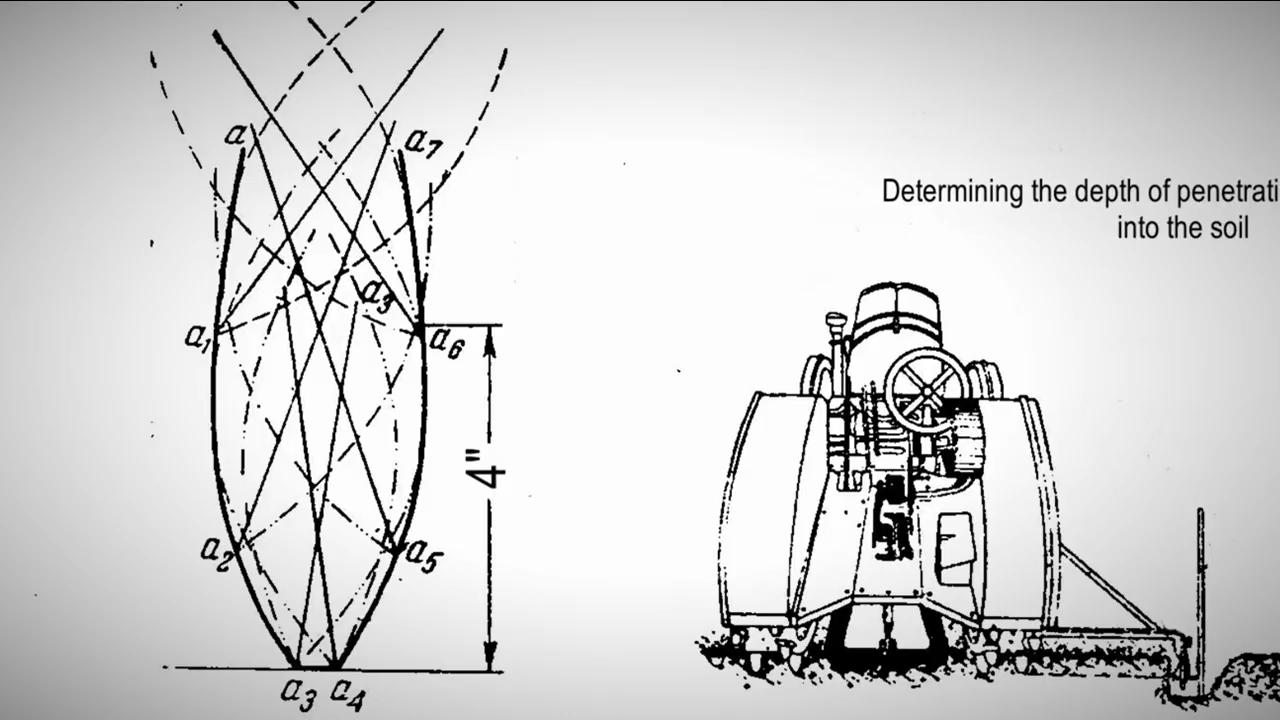 a a7
Determining the depth of penetrati
into the soil
a3
a1 a6
4"
a2 a5
a3 a4